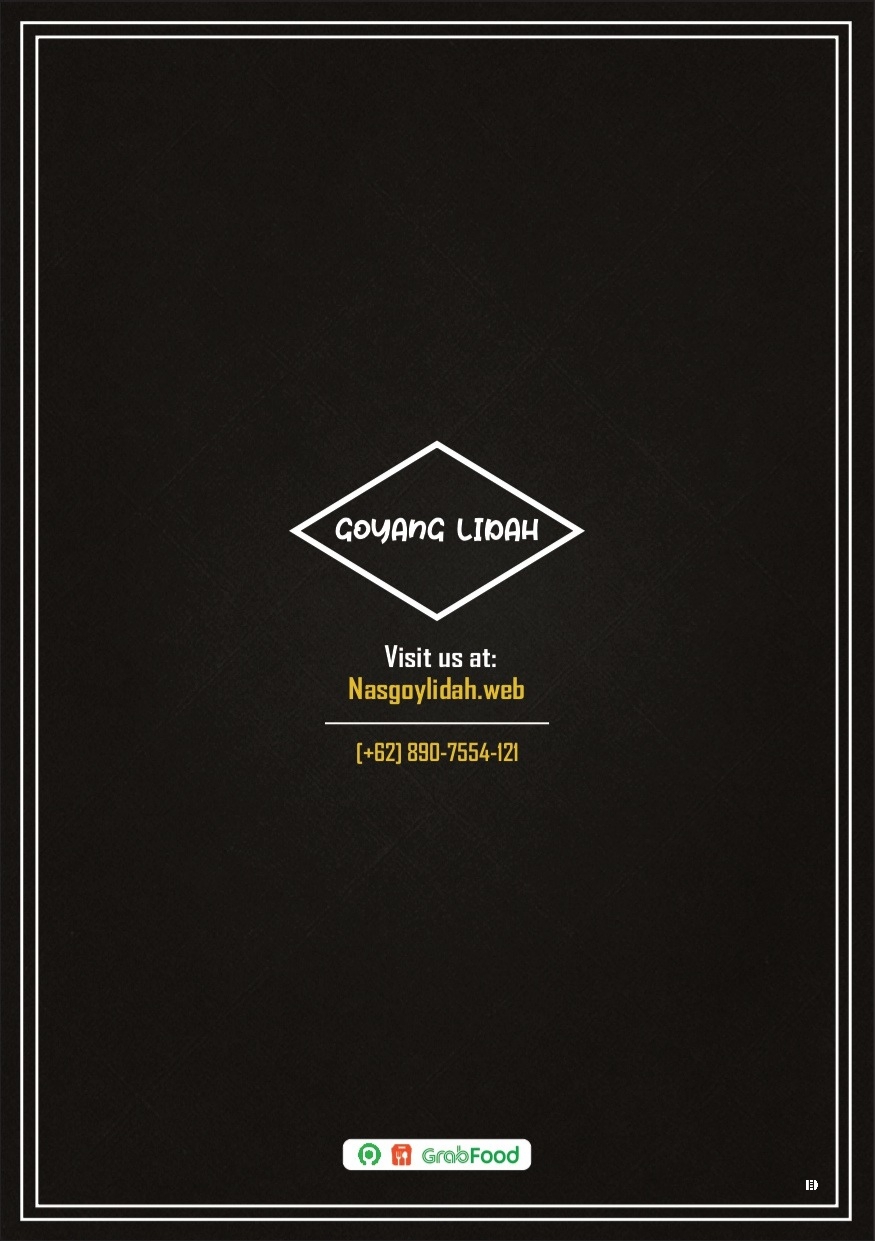 GOYANG LIDAH
Visit us at:
Nasgoylidah.web
(+62) 890-7554-121
GrabFood